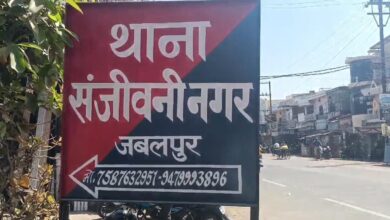 थाना
संजीवनी नगर
जबलपुर
मो. 7587632951-9479993896